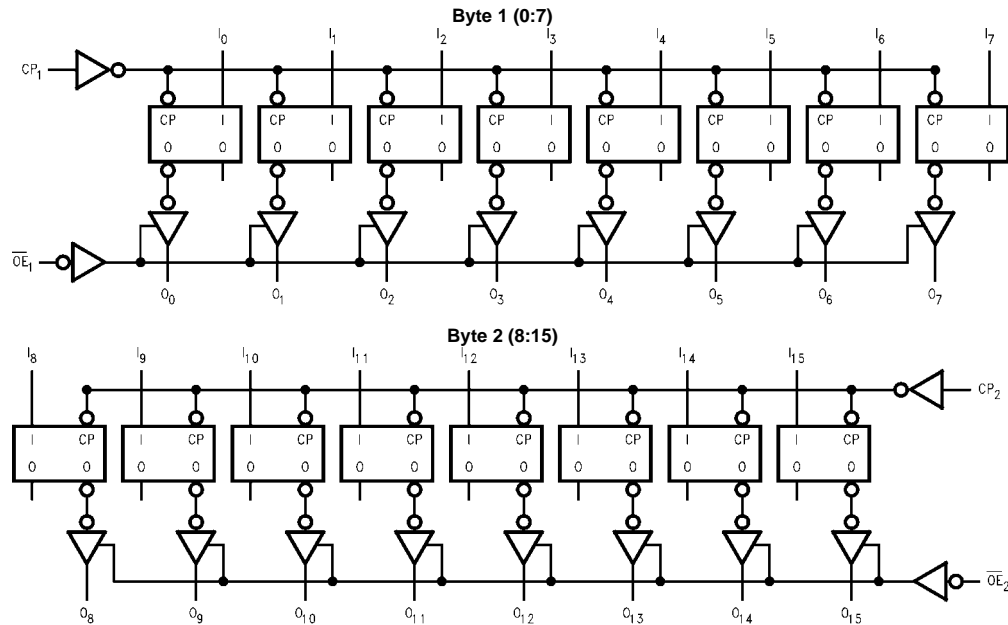 Byte 1 (0:7)
I0 I1 I2 I3 I4 I5 I6 I7
CP1
CP I CP I CP I CP I CP I CP I CP I CP I
O O O O O O O O O O O O O O O O
OE1
O0 O1 O2 O3 O4 O5 O6 O7
Byte 2 (8:15)
I8 I9 I10 I11 I12 I13 I14 I15
CP2
I CP I CP I CP I CP I CP I CP I CP I CP
O O O O O O O O O O O O O O O O
OE2
O8 O9 O10 O11 O12 O13 O14 O15